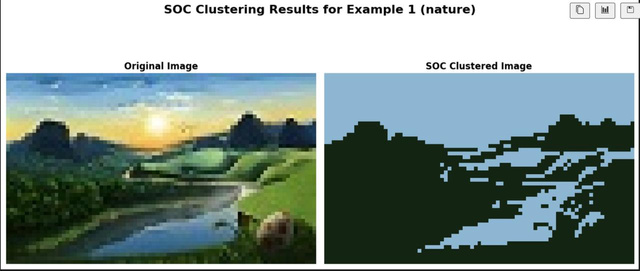 SOC Clustering Results for Example 1 (nature)
Original Image
SOC Clustered Image